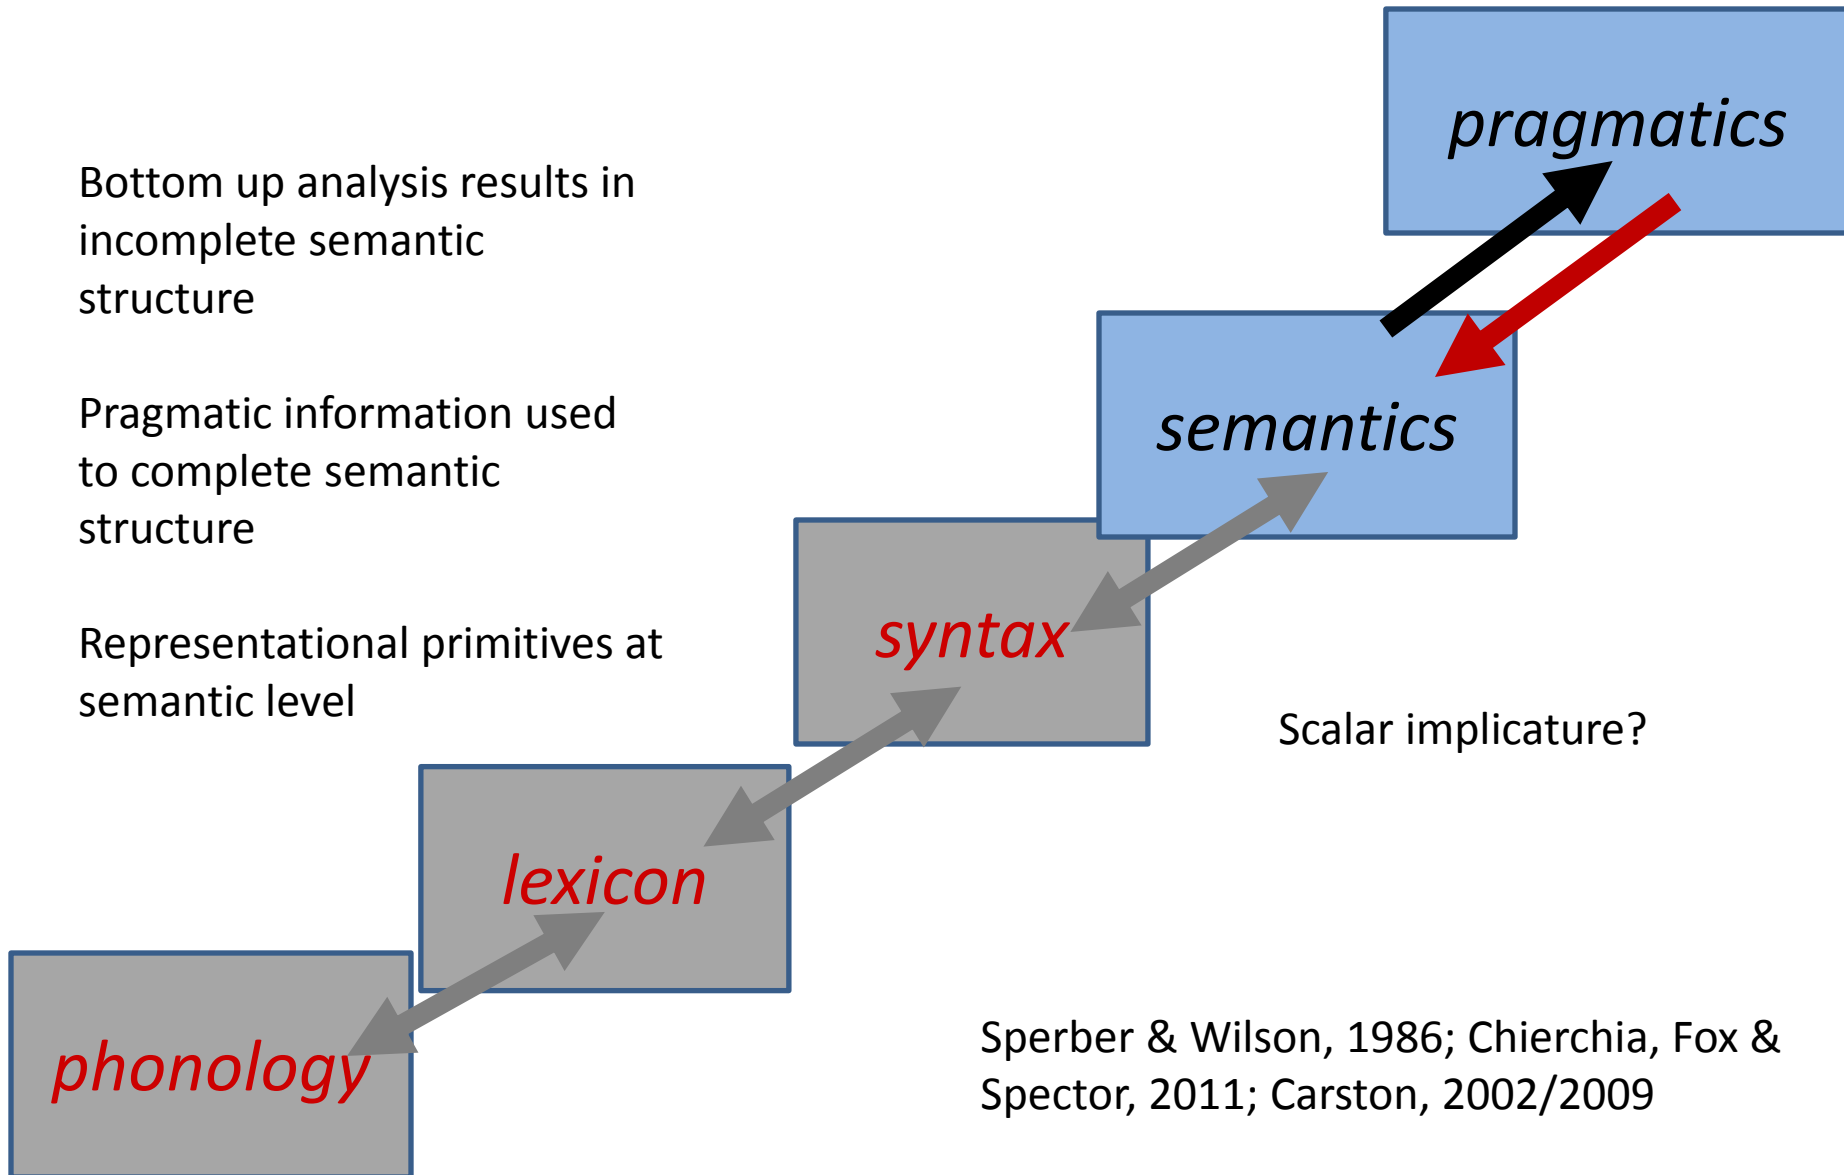 pragmatics
Bottom up analysis results in
incomplete semantic
structure
Pragmatic information used
to complete semantic
structure
semantics
Representational primitives at
semantic level
syntax
Scalar implicature?
lexicon
phonology
Sperber & Wilson, 1986; Chierchia, Fox &
Spector, 2011; Carston, 2002/2009